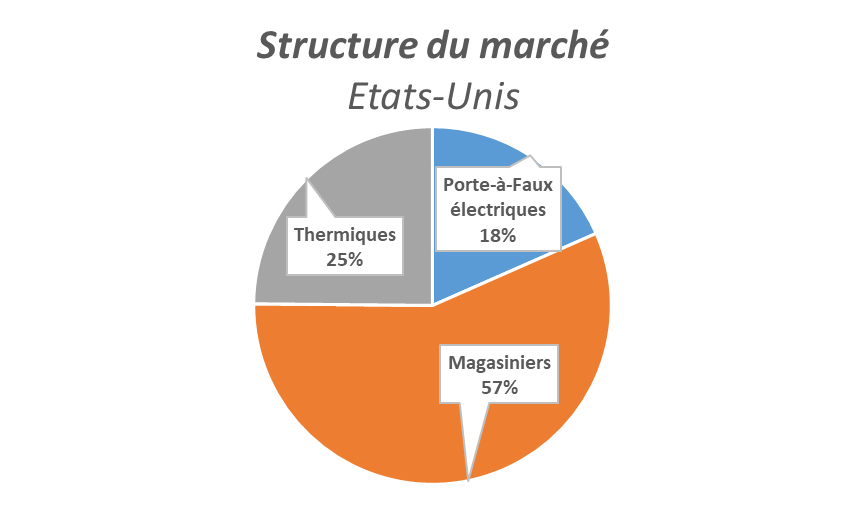 Structure du marché
Etats-Unis
Porte-à-Faux
électriques
18%
Thermiques
25%
Magasiniers
57%